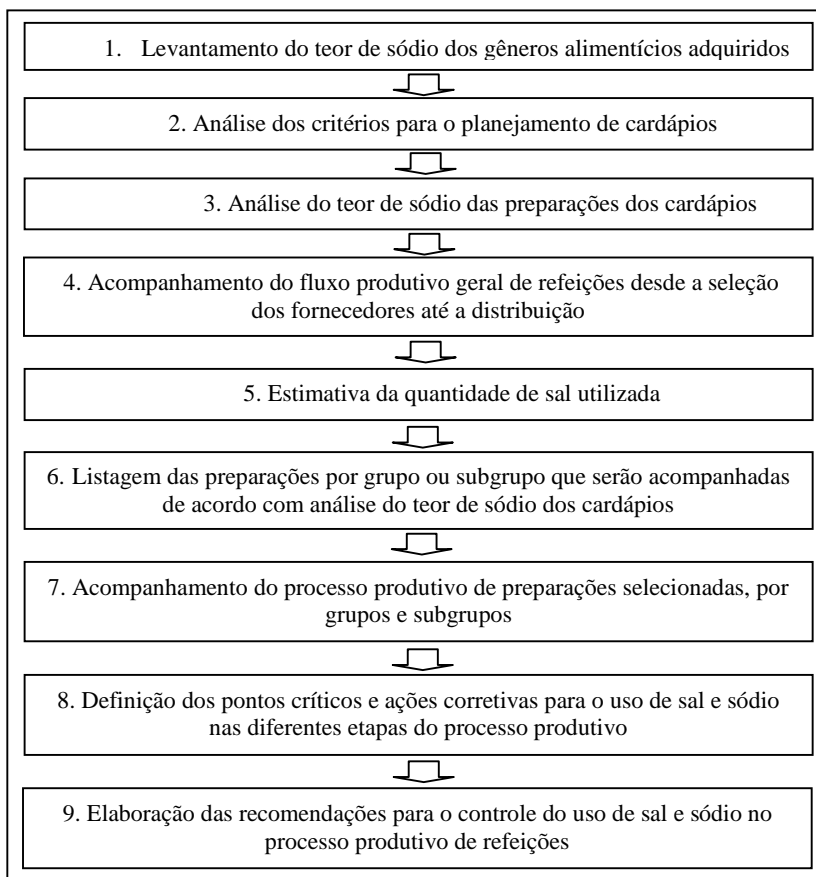 1. Levantamento do teor de sódio dos gêneros alimentícios adquiridos
2. Análise dos critérios para o planejamento de cardápios
3. Análise do teor de sódio das preparações dos cardápios
4. Acompanhamento do fluxo produtivo geral de refeições desde a seleção
dos fornecedores até a distribuição
5. Estimativa da quantidade de sal utilizada
6. Listagem das preparações por grupo ou subgrupo que serão acompanhadas
de acordo com análise do teor de sódio dos cardápios
7. Acompanhamento do processo produtivo de preparações selecionadas, por
grupos e subgrupos
8. Definição dos pontos críticos e ações corretivas para o uso de sal e sódio
nas diferentes etapas do processo produtivo
9. Elaboração das recomendações para o controle do uso de sal e sódio no
processo produtivo de refeições